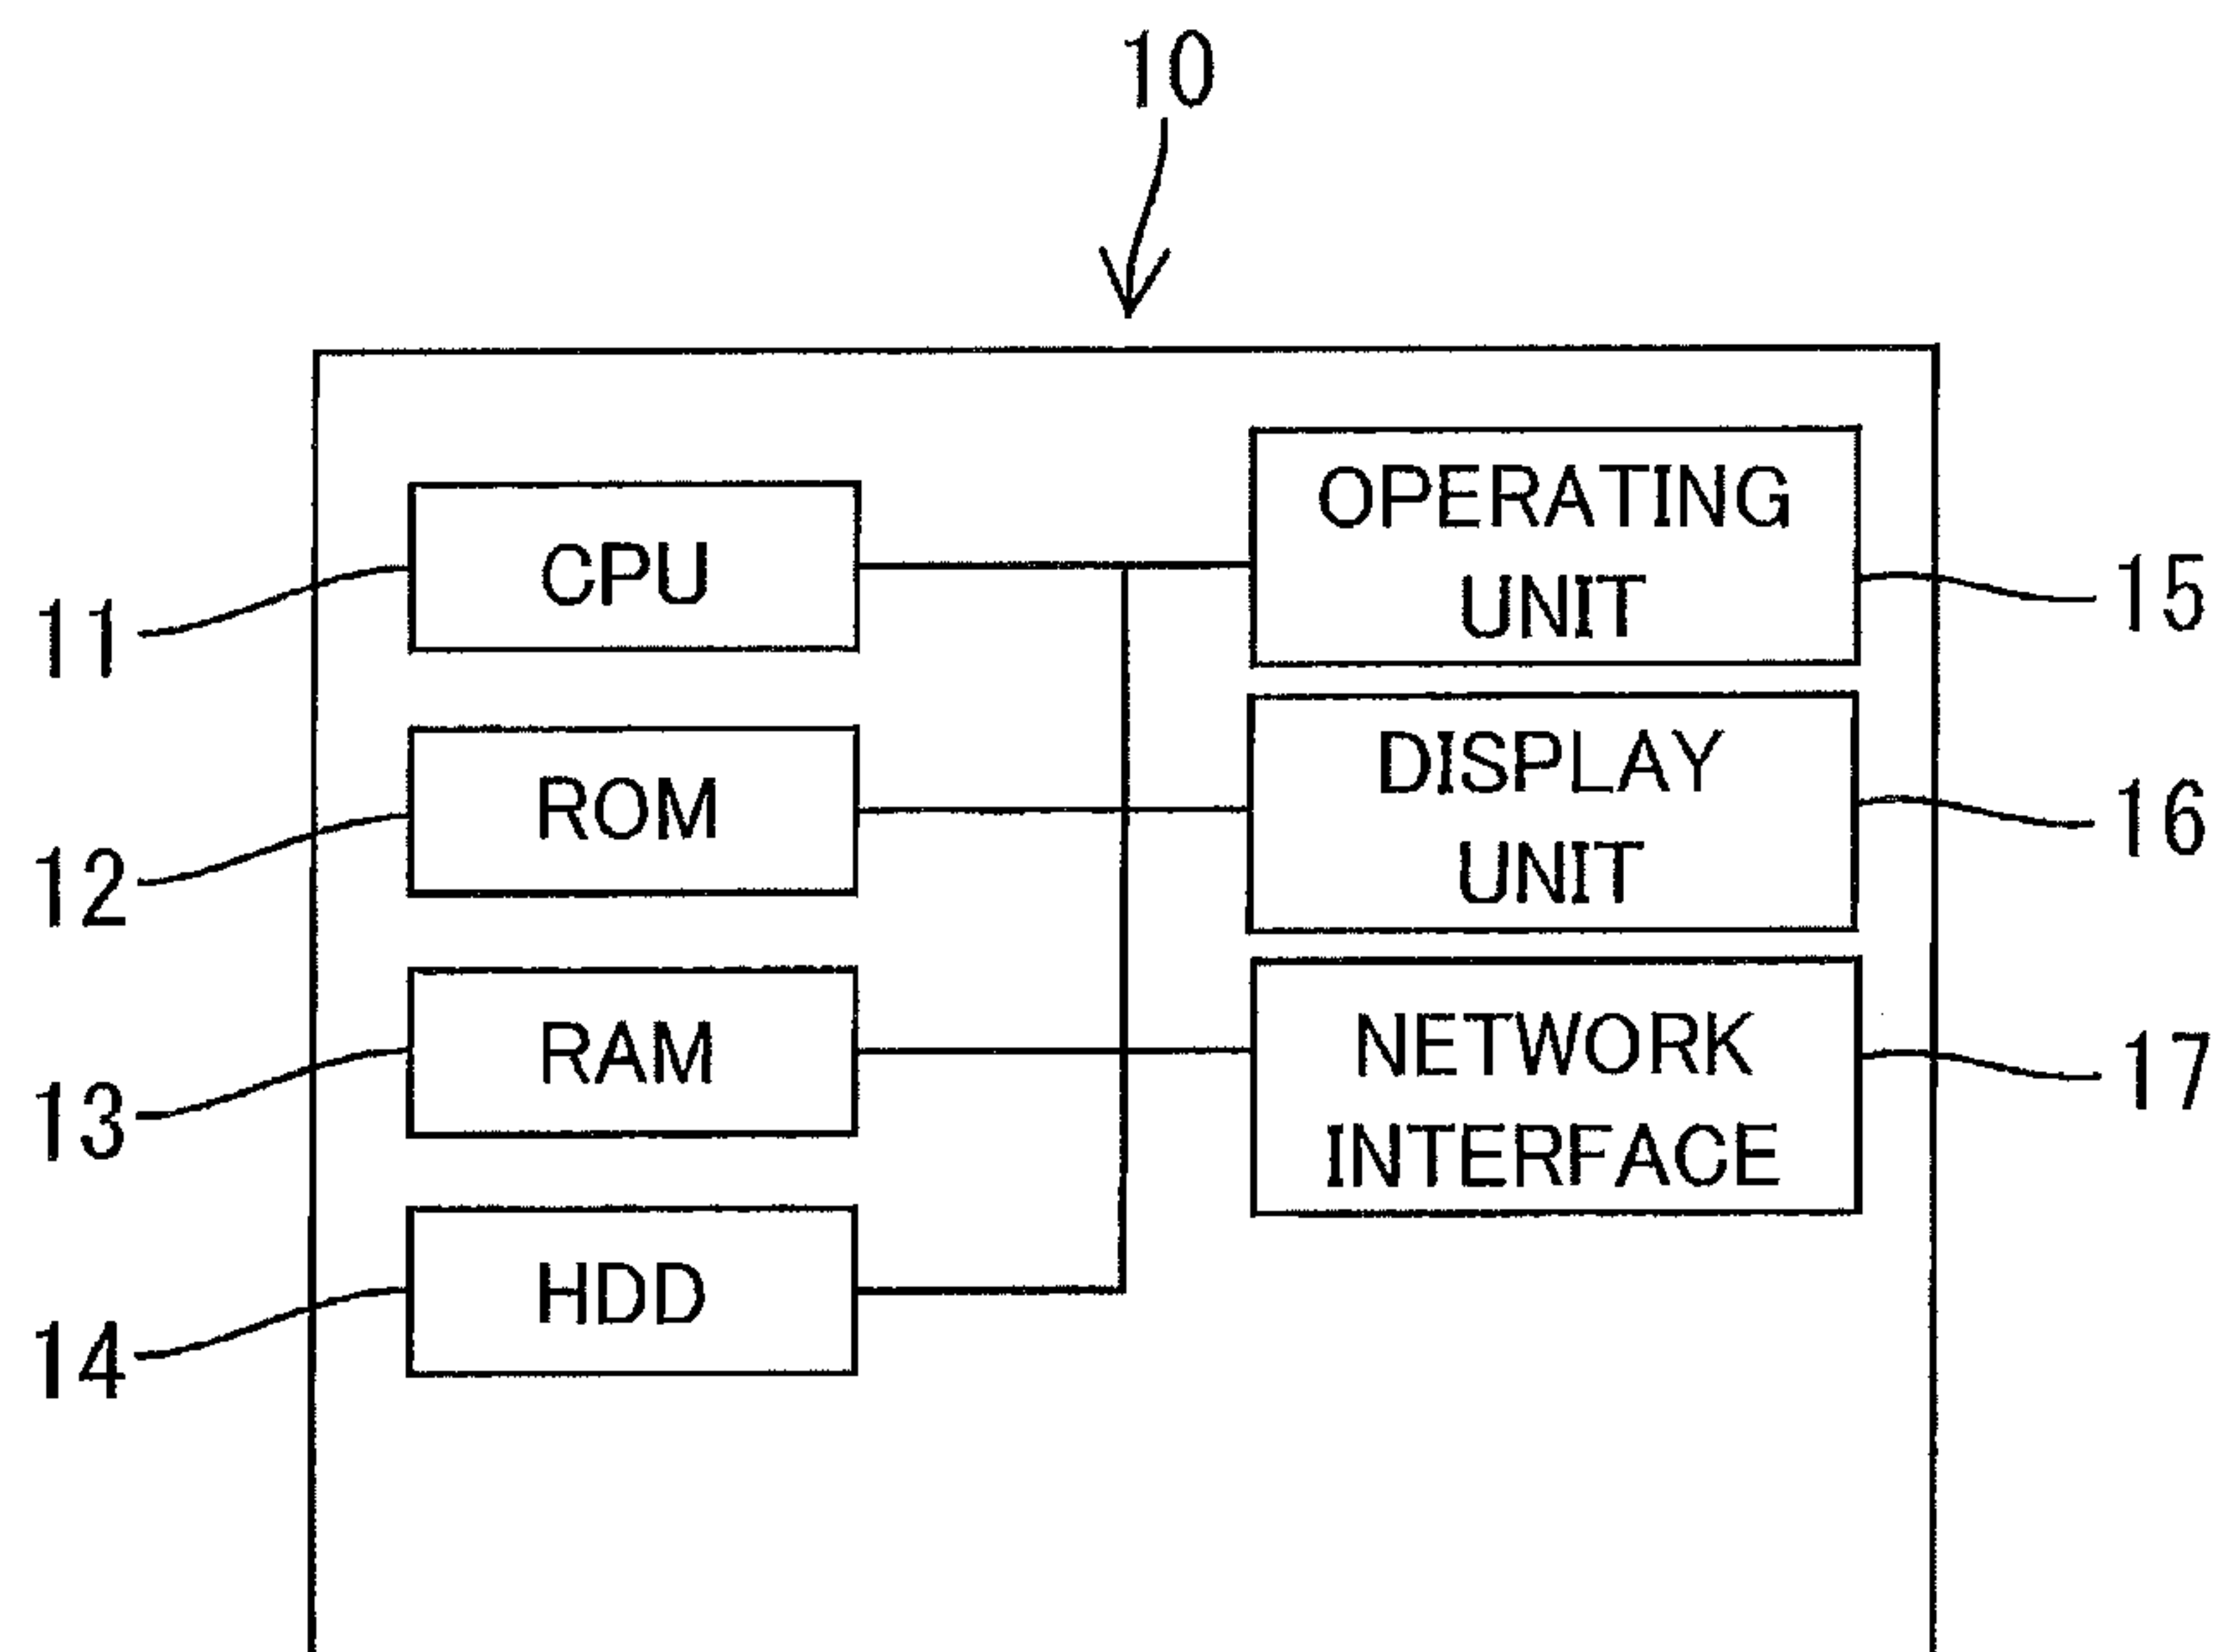 10
11
CPU
12
ROM
13
RAM
14
HDD
OPERATING
UNIT
15
DISPLAY
UNIT
16
NETWORK
INTERFACE
17